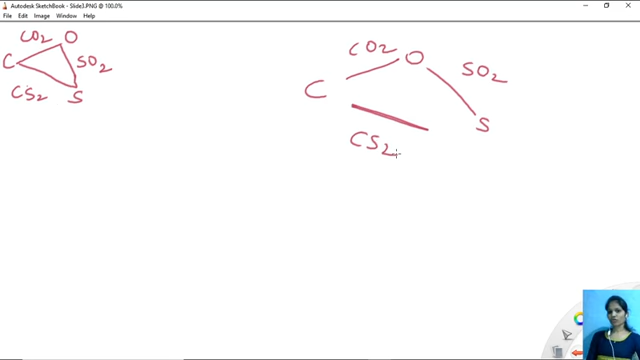 Autodesk SketchBook - Slide3.PNG @ 100.0%
File Edit Image Window Help
CO2 O
C SO2
CS2 S
CO2 O
SO2
C
S
CS2